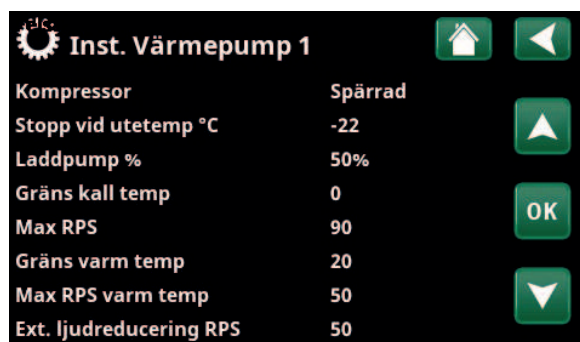 Inst. Värmepump 1
Kompressor Spärrad
Stopp vid utetemp °C -22
Laddpump % 50%
Gräns kall temp 0
Max RPS 90
OK
Gräns varm temp 20
Max RPS varm temp 50
Ext. ljudreducering RPS 50